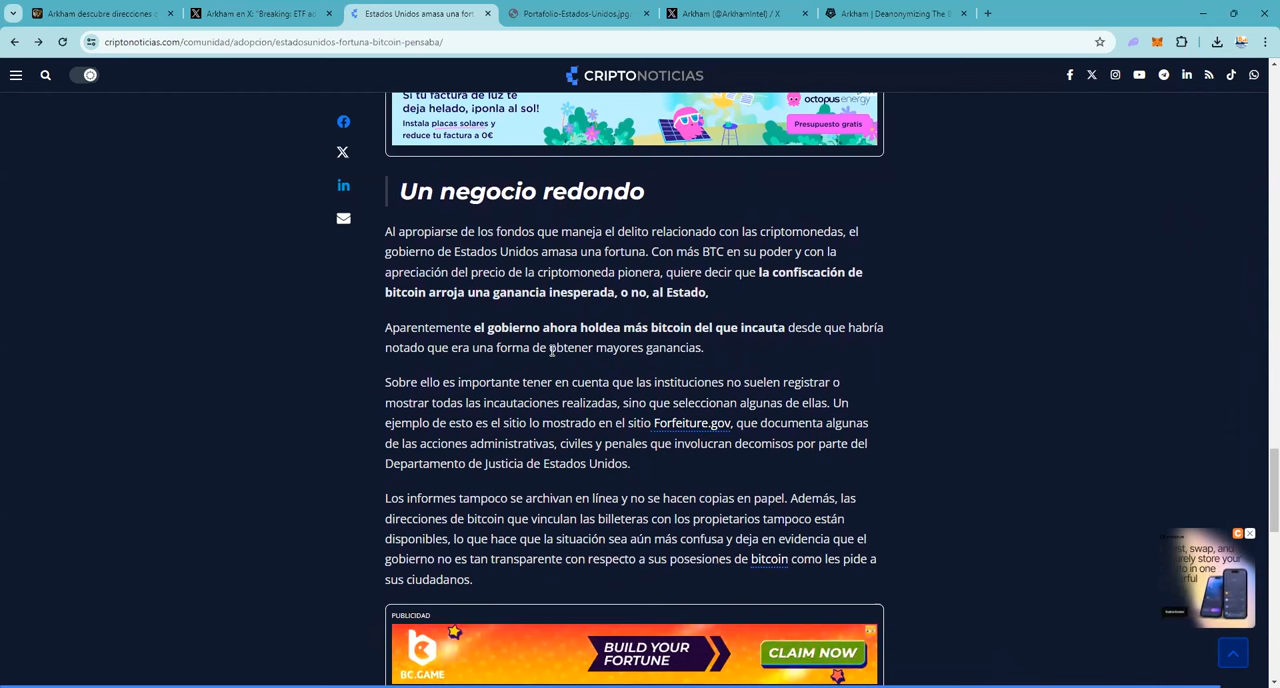 Arkham descubre direcciones c
Arkham en X: "Breaking: ETF ad
Estados Unidos amasa una fort
Portafolio-Estados-Unidos.jpg
Arkham (@ArkhamIntel) / X
Arkham | Deanonymizing The B
criptonoticias.com/comunidad/adopcion/estadosunidos-fortuna-bitcoin-pensaba/
CRIPTONOTICIAS
Si tu factura de luz te
deja helado, ¡ponla al sol!
Instala placas solares y
reduce tu factura a 0€
octopus energy
Presupuesto gratis
Un negocio redondo
Al apropiarse de los fondos que maneja el delito relacionado con las criptomonedas, el
gobierno de Estados Unidos amasa una fortuna. Con más BTC en su poder y con la
apreciación del precio de la criptomoneda pionera, quiere decir que la confiscación de
bitcoin arroja una ganancia inesperada, o no, al Estado,
Aparentemente el gobierno ahora holdea más bitcoin del que incauta desde que habría
notado que era una forma de obtener mayores ganancias.
Sobre ello es importante tener en cuenta que las instituciones no suelen registrar o
mostrar todas las incautaciones realizadas, sino que seleccionan algunas de ellas. Un
ejemplo de esto es el sitio lo mostrado en el sitio Forfeiture.gov, que documenta algunas
de las acciones administrativas, civiles y penales que involucran decomisos por parte del
Departamento de Justicia de Estados Unidos.
Los informes tampoco se archivan en línea y no se hacen copias en papel. Además, las
direcciones de bitcoin que vinculan las billeteras con los propietarios tampoco están
disponibles, lo que hace que la situación sea aún más confusa y deja en evidencia que el
gobierno no es tan transparente con respecto a sus posesiones de bitcoin como les pide a
sus ciudadanos.
PUBLICIDAD
BC.GAME
BUILD YOUR
FORTUNE
CLAIM NOW
swap, and
store your
in one